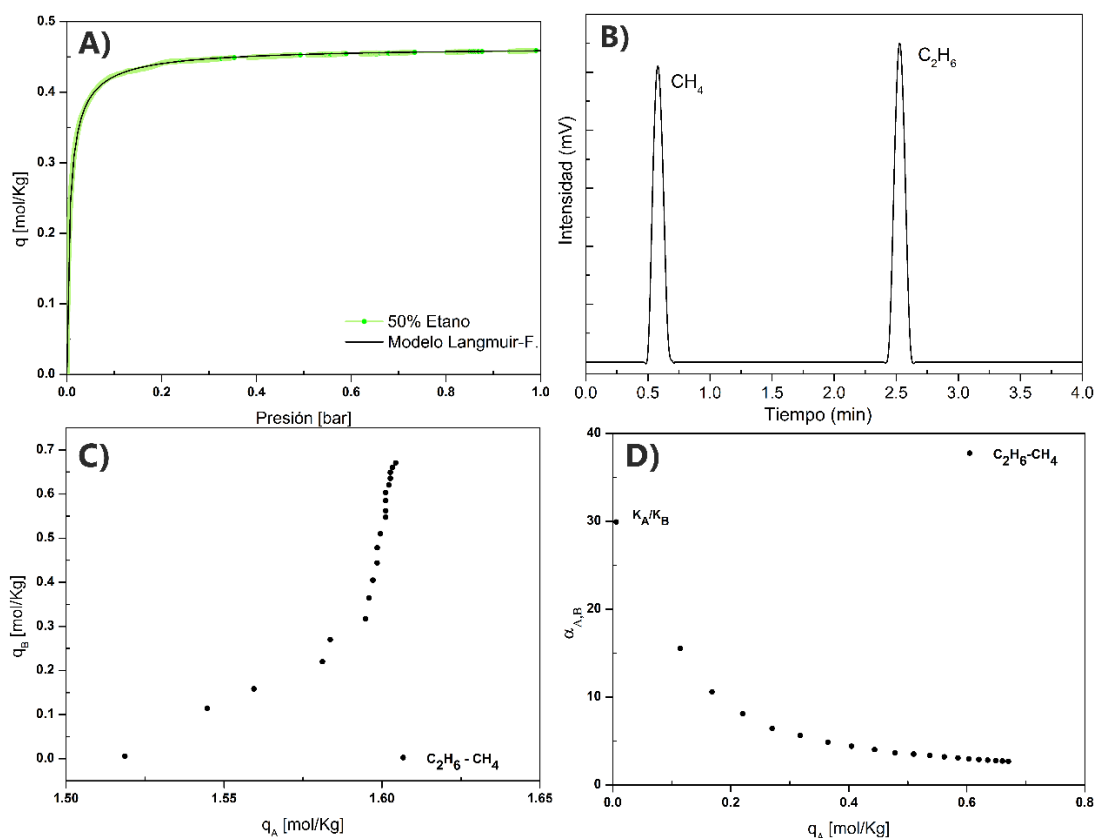 A)
0.5
0.4
0.3
q [mol/Kg]
0.2
0.1
0.0
0.0 0.2 0.4 0.6 0.8 1.0
Presión [bar]
50% Etano
Modelo Langmuir-F.
B)
CH4
C2H6
Intensidad (mV)
0.0 0.5 1.0 1.5 2.0 2.5 3.0 3.5 4.0
Tiempo (min)
C)
0.7
0.6
0.5
0.4
qB [mol/Kg]
0.3
0.2
0.1
0.0
C2H6 - CH4
1.50 1.55 1.60 1.65
qA [mol/Kg]
D)
40
30
20
10
0
αA,B
C2H6-CH4
KA/KB
0.0 0.2 0.4 0.6 0.8
qA [mol/Kg]